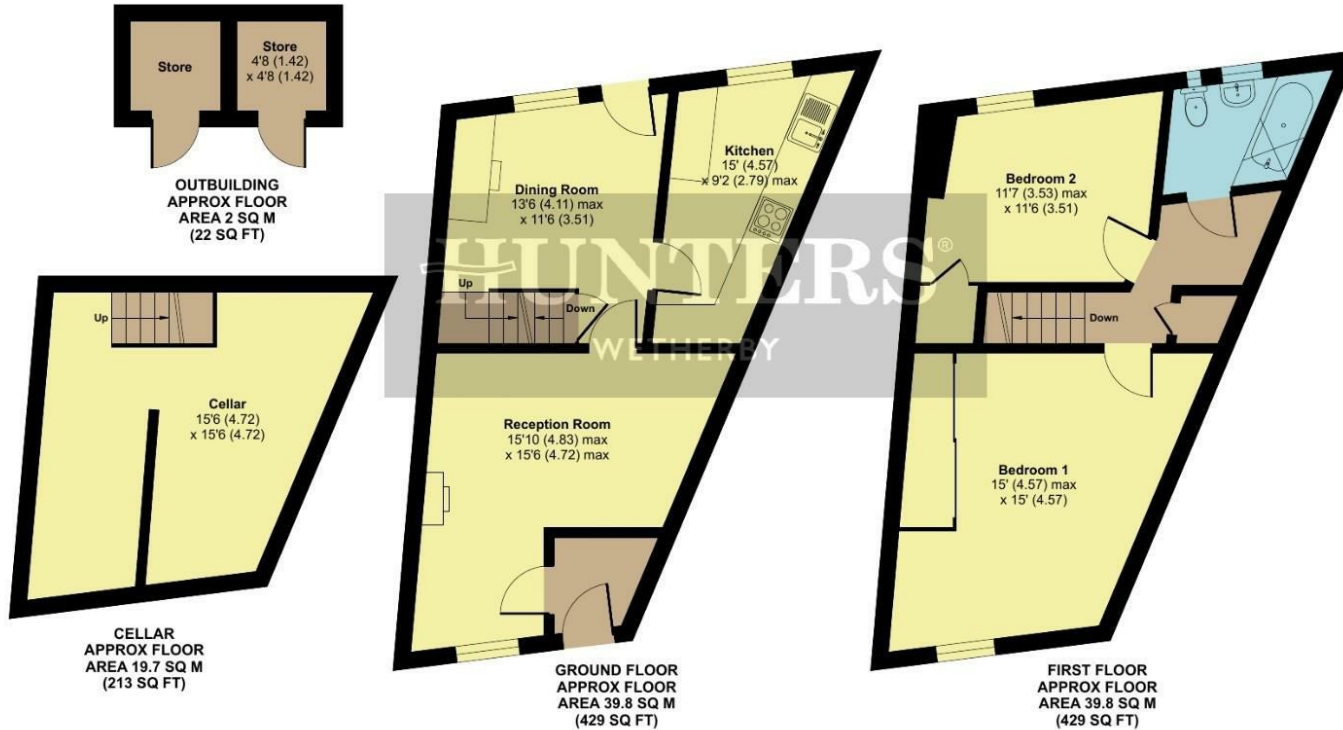 Store
Store
4'8 (1.42)
x 4'8 (1.42)
OUTBUILDING
APPROX FLOOR
AREA 2 SQ M
(22 SQ FT)
Up
Cellar
15'6 (4.72)
x 15'6 (4.72)
CELLAR
APPROX FLOOR
AREA 19.7 SQ M
(213 SQ FT)
Kitchen
15' (4.57)
x 9'2 (2.79) max
Dining Room
13'6 (4.11) max
x 11'6 (3.51)
HUNTERS®
WETHERBY
Up
Down
Reception Room
15'10 (4.83) max
x 15'6 (4.72) max
GROUND FLOOR
APPROX FLOOR
AREA 39.8 SQ M
(429 SQ FT)
Bedroom 2
11'7 (3.53) max
x 11'6 (3.51)
Down
Bedroom 1
15' (4.57) max
x 15' (4.57)
FIRST FLOOR
APPROX FLOOR
AREA 39.8 SQ M
(429 SQ FT)